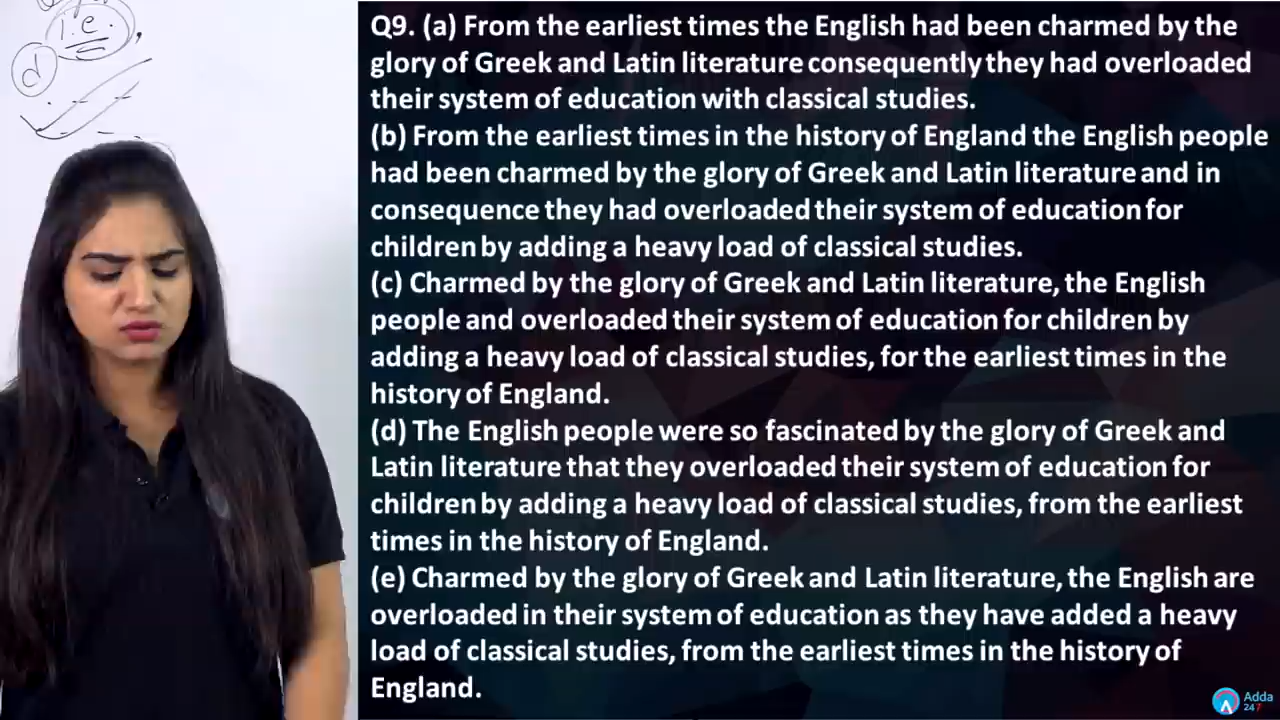 i.e.,
d
Q9. (a) From the earliest times the English had been charmed by the
glory of Greek and Latin literature consequently they had overloaded
their system of education with classical studies.
(b) From the earliest times in the history of England the English people
had been charmed by the glory of Greek and Latin literature and in
consequence they had overloaded their system of education for
children by adding a heavy load of classical studies.
(c) Charmed by the glory of Greek and Latin literature, the English
people and overloaded their system of education for children by
adding a heavy load of classical studies, for the earliest times in the
history of England.
(d) The English people were so fascinated by the glory of Greek and
Latin literature that they overloaded their system of education for
children by adding a heavy load of classical studies, from the earliest
times in the history of England.
(e) Charmed by the glory of Greek and Latin literature, the English are
overloaded in their system of education as they have added a heavy
load of classical studies, from the earliest times in the history of
England.
Adda
247